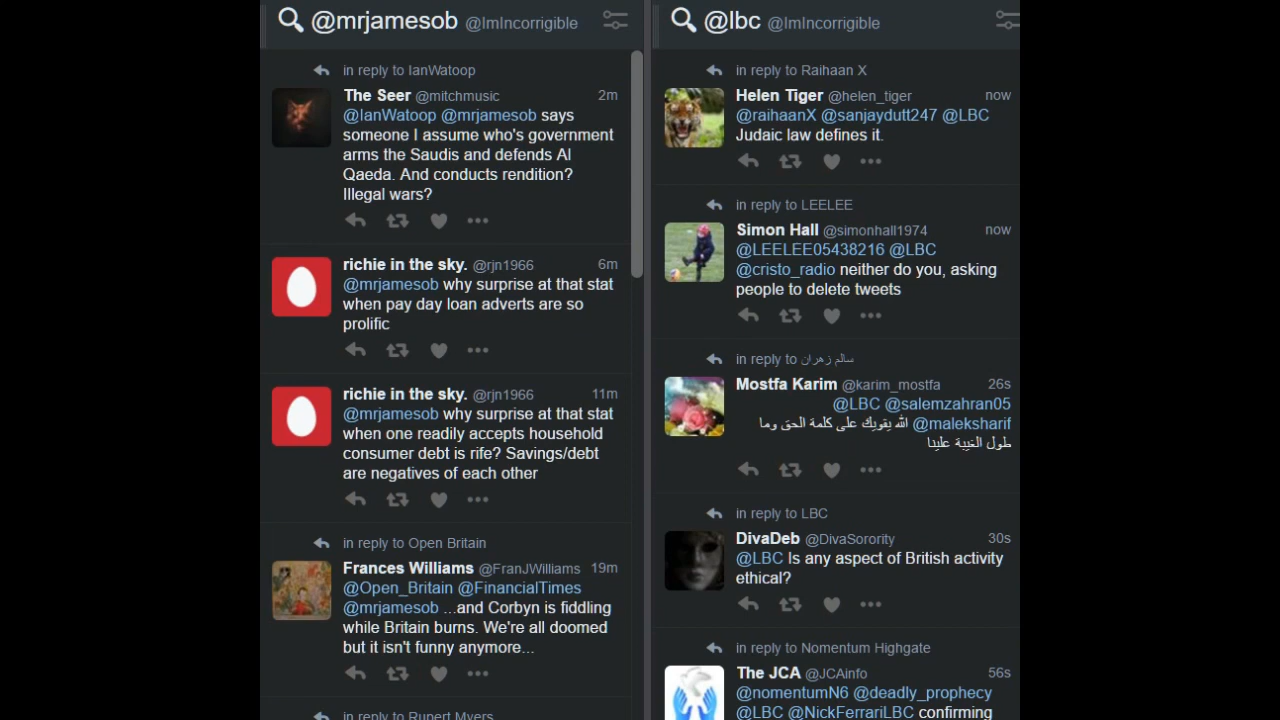 @mrjamesob @ImIncorrigible
in reply to IanWatoop
The Seer @mitchmusic 2m
@IanWatoop @mrjamesob says
someone I assume who's government
arms the Saudis and defends Al
Qaeda. And conducts rendition?
Illegal wars?
richie in the sky. @rjn1966 6m
@mrjamesob why surprise at that stat
when pay day loan adverts are so
prolific
richie in the sky. @rjn1966 11m
@mrjamesob why surprise at that stat
when one readily accepts household
consumer debt is rife? Savings/debt
are negatives of each other
in reply to Open Britain
Frances Williams @FranJWilliams 19m
@Open_Britain @FinancialTimes
@mrjamesob ...and Corbyn is fiddling
while Britain burns. We're all doomed
but it isn't funny anymore...
in reply to Rupert Myers
@lbc @ImIncorrigible
in reply to Raihaan X
Helen Tiger @helen_tiger now
@raihaanX @sanjaydutt247 @LBC
Judaic law defines it.
in reply to LEELEE
Simon Hall @simonhall1974 now
@LEELEE05438216 @LBC
@cristo_radio neither do you, asking
people to delete tweets
in reply to سالم زهران
Mostfa Karim @karim_mostfa 26s
@LBC @salemzahran05
@maleksharif الله يقويك على كلمة الحق وما
طول الغيبة علينا
in reply to LBC
DivaDeb @DivaSorority 30s
@LBC Is any aspect of British activity
ethical?
in reply to Nomentum Highgate
The JCA @JCAinfo 56s
@nomentumN6 @deadly_prophecy
@LBC @NickFerrariLBC confirming